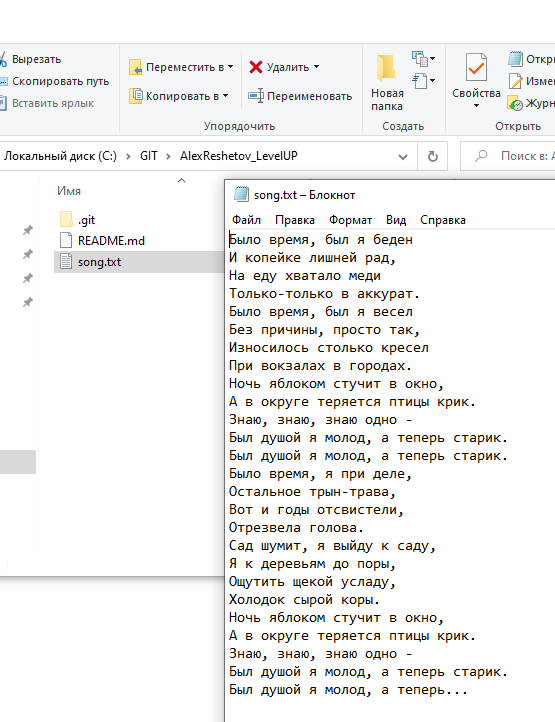 Вырезать
Скопировать путь
Вставить ярлык
Переместить в
Копировать в
Удалить
Переименовать
Упорядочить
Новая
папка
Создать
Свойства
Откры
Измен
Журн
Открыть
Локальный диск (C:) > GIT > AlexReshetov_LevelUP
Поиск в: A
Имя
.git
README.md
song.txt
song.txt – Блокнот
Файл Правка Формат Вид Справка
Было время, был я беден
И копейке лишней рад,
На еду хватало меди
Только-только в аккурат.
Было время, был я весел
Без причины, просто так,
Износилось столько кресел
При вокзалах в городах.
Ночь яблоком стучит в окно,
А в округе теряется птицы крик.
Знаю, знаю, знаю одно -
Был душой я молод, а теперь старик.
Был душой я молод, а теперь старик.
Было время, я при деле,
Остальное трын-трава,
Вот и годы отсвистели,
Отрезвела голова.
Сад шумит, я выйду к саду,
Я к деревьям до поры,
Ощутить щекой усладу,
Холодок сырой коры.
Ночь яблоком стучит в окно,
А в округе теряется птицы крик.
Знаю, знаю, знаю одно -
Был душой я молод, а теперь старик.
Был душой я молод, а теперь...